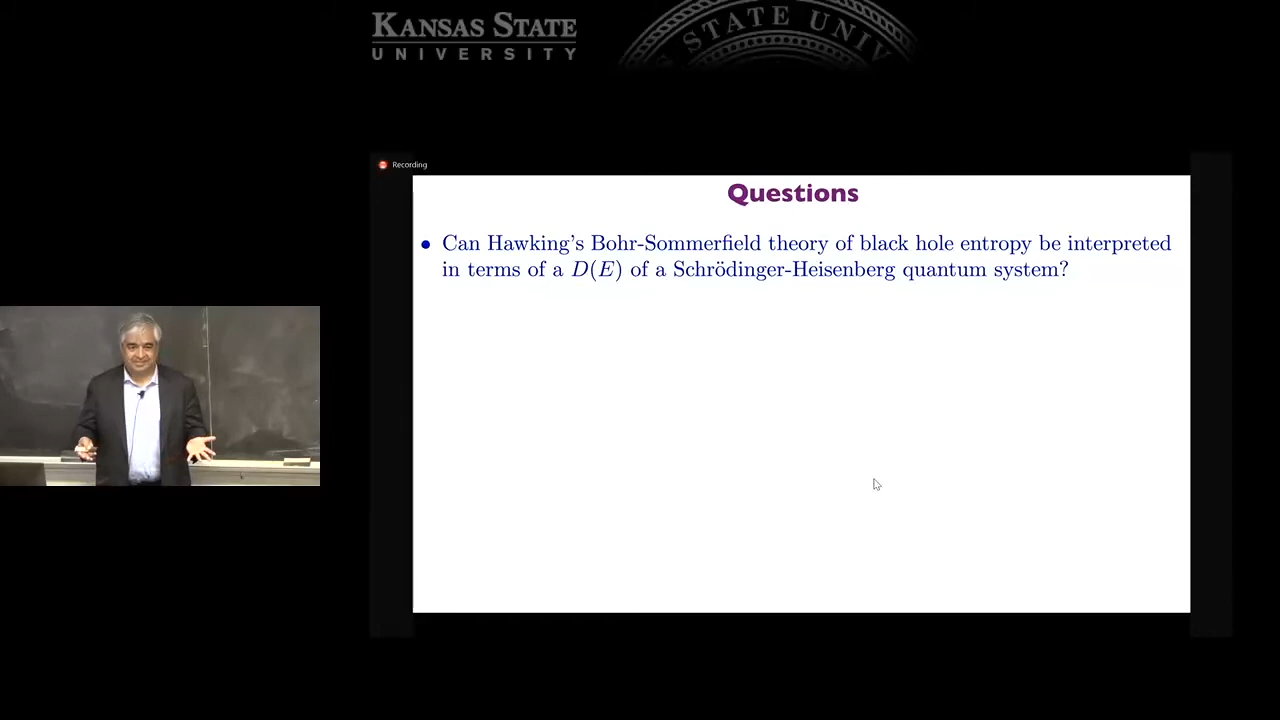 KANSAS STATE
UNIVERSITY
STATE UNIV
Recording
Questions
• Can Hawking's Bohr-Sommerfield theory of black hole entropy be interpreted
in terms of a D(E) of a Schrödinger-Heisenberg quantum system?